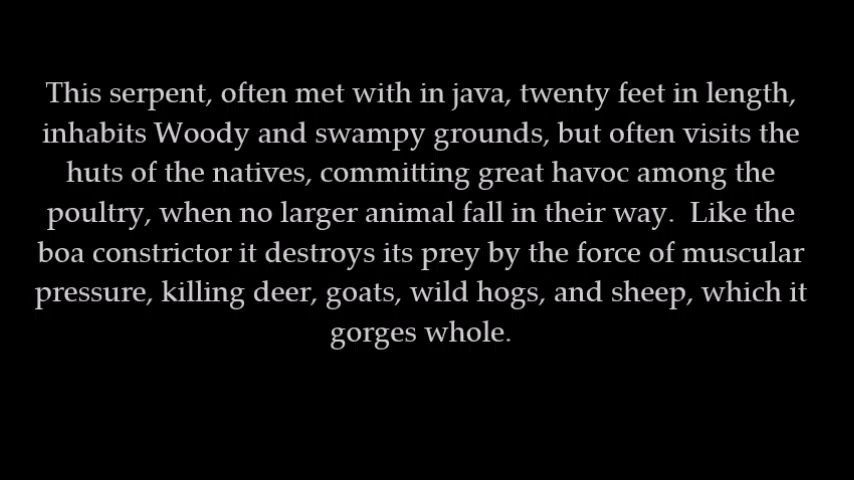 This serpent, often met with in java, twenty feet in length,
inhabits Woody and swampy grounds, but often visits the
huts of the natives, committing great havoc among the
poultry, when no larger animal fall in their way.  Like the
boa constrictor it destroys its prey by the force of muscular
pressure, killing deer, goats, wild hogs, and sheep, which it
gorges whole.